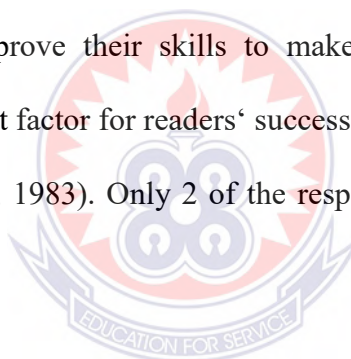 prove their skills to make
t factor for readers‘ success
1983). Only 2 of the resp
EDUCATION FOR SERVICE